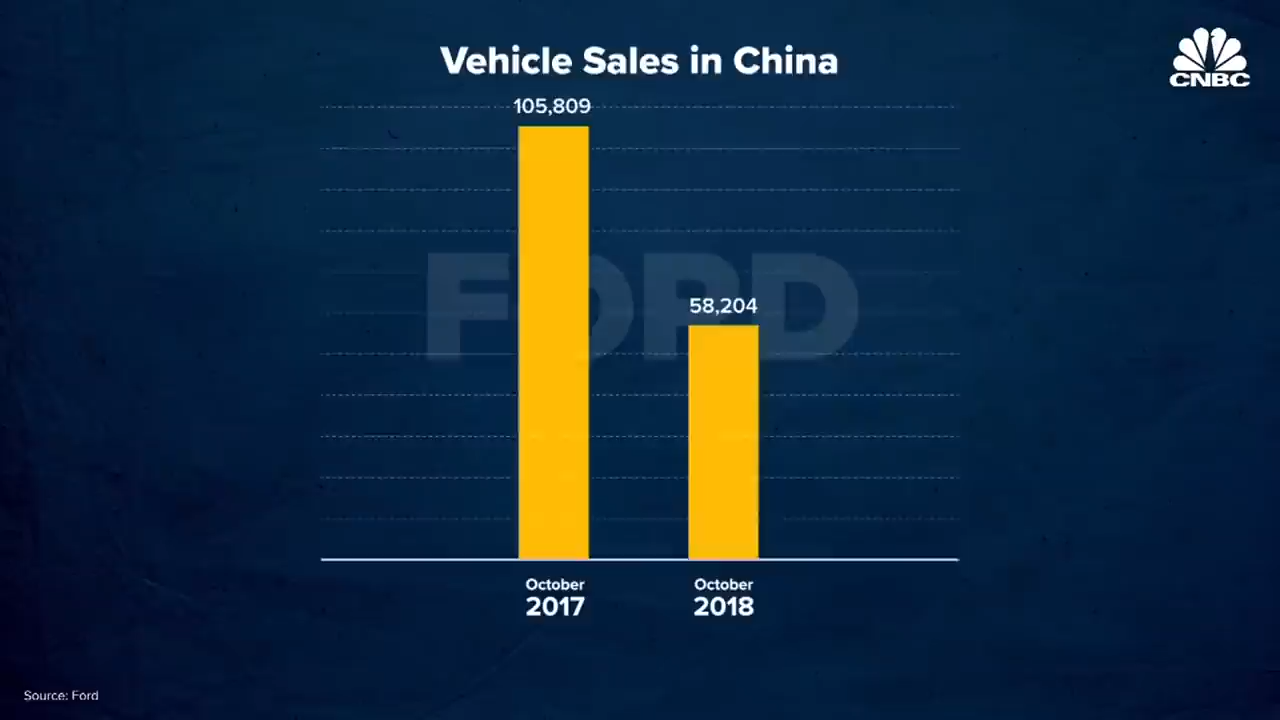 Vehicle Sales in China
CNBC
105,809
FORD
58,204
October
2017
October
2018
Source: Ford